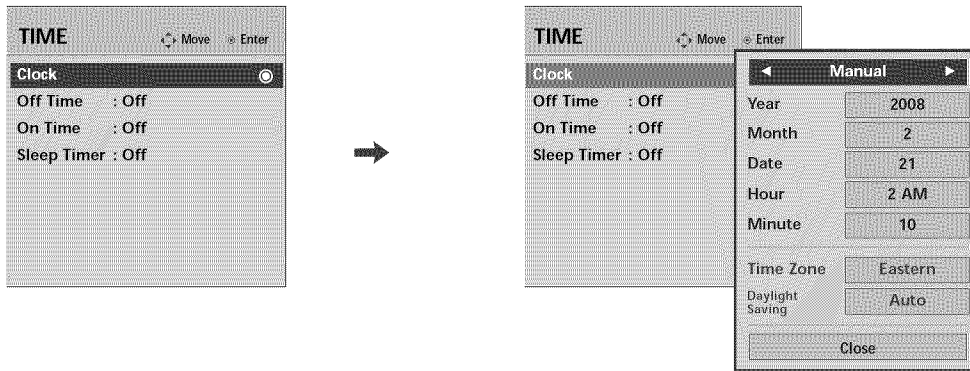 TIME
Move Enter
Clock
Off Time : Off
On Time : Off
Sleep Timer : Off
TIME
Move Enter
Clock
Off Time : Off
On Time : Off
Sleep Timer : Off
Manual
Year 2008
Month 2
Date 21
Hour 2 AM
Minute 10
Time Zone Eastern
Daylight
Saving Auto
Close